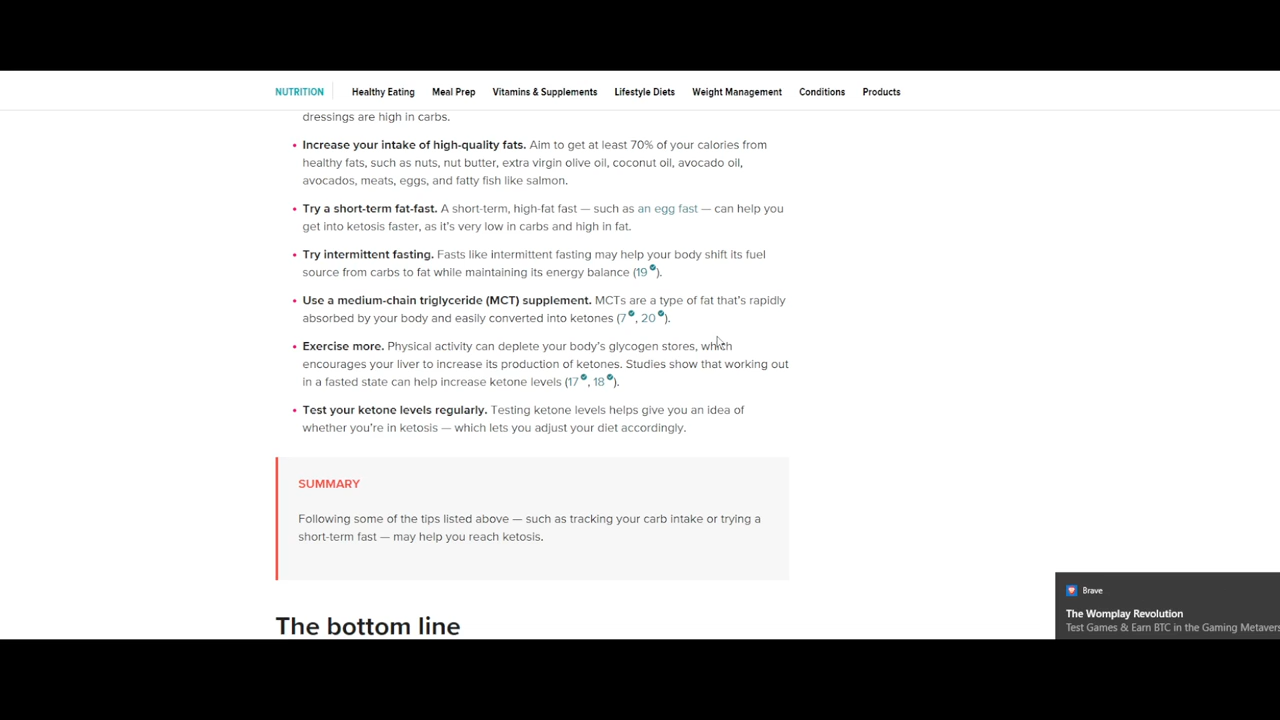 NUTRITION Healthy Eating Meal Prep Vitamins & Supplements Lifestyle Diets Weight Management Conditions Products
dressings are high in carbs.
• Increase your intake of high-quality fats. Aim to get at least 70% of your calories from
healthy fats, such as nuts, nut butter, extra virgin olive oil, coconut oil, avocado oil,
avocados, meats, eggs, and fatty fish like salmon.
• Try a short-term fat-fast. A short-term, high-fat fast — such as an egg fast — can help you
get into ketosis faster, as it's very low in carbs and high in fat.
• Try intermittent fasting. Fasts like intermittent fasting may help your body shift its fuel
source from carbs to fat while maintaining its energy balance (19).
• Use a medium-chain triglyceride (MCT) supplement. MCTs are a type of fat that's rapidly
absorbed by your body and easily converted into ketones (7, 20).
• Exercise more. Physical activity can deplete your body's glycogen stores, which
encourages your liver to increase its production of ketones. Studies show that working out
in a fasted state can help increase ketone levels (17, 18).
• Test your ketone levels regularly. Testing ketone levels helps give you an idea of
whether you're in ketosis — which lets you adjust your diet accordingly.
SUMMARY
Following some of the tips listed above — such as tracking your carb intake or trying a
short-term fast — may help you reach ketosis.
The bottom line
Brave
The Womplay Revolution
Test Games & Earn BTC in the Gaming Metavers